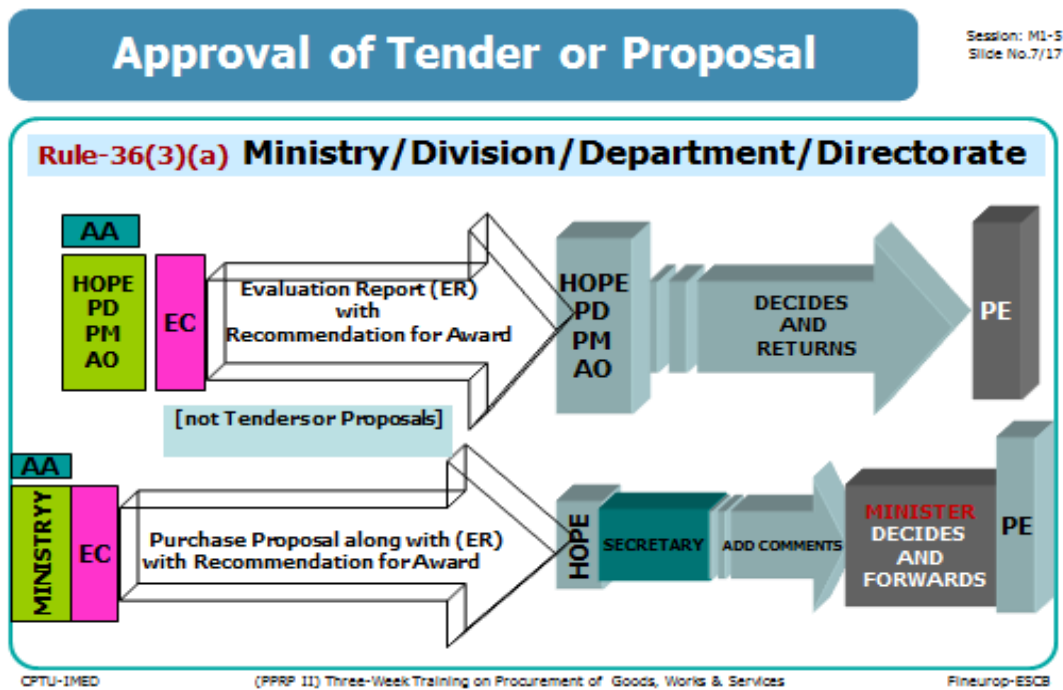 Approval of Tender or Proposal
Session: M1-5
Slide No.7/17
Rule-36(3)(a) Ministry/Division/Department/Directorate
AA
HOPE
PD
PM
AO
EC
Evaluation Report (ER)
with
Recommendation for Award
HOPE
PD
PM
AO
DECIDES
AND
RETURNS
PE
[not Tenders or Proposals]
AA
MINISTRYY
EC
Purchase Proposal along with (ER)
with Recommendation for Award
HOPE
SECRETARY
ADD COMMENTS
MINISTER
DECIDES
AND
FORWARDS
PE
CPTU-IMED
(PPRP II) Three-Week Training on Procurement of Goods, Works & Services
Fineurop-ESCB